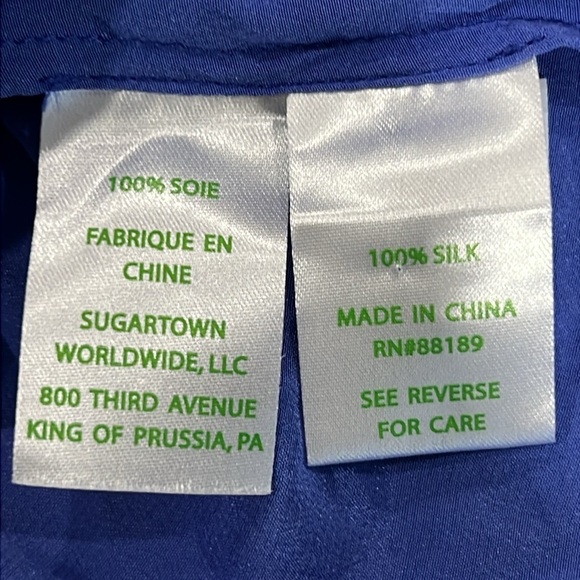 100% SOIE
FABRIQUE EN
CHINE
SUGARTOWN
WORLDWIDE, LLC
800 THIRD AVENUE
KING OF PRUSSIA, PA
100% SILK
MADE IN CHINA
RN#88189
SEE REVERSE
FOR CARE